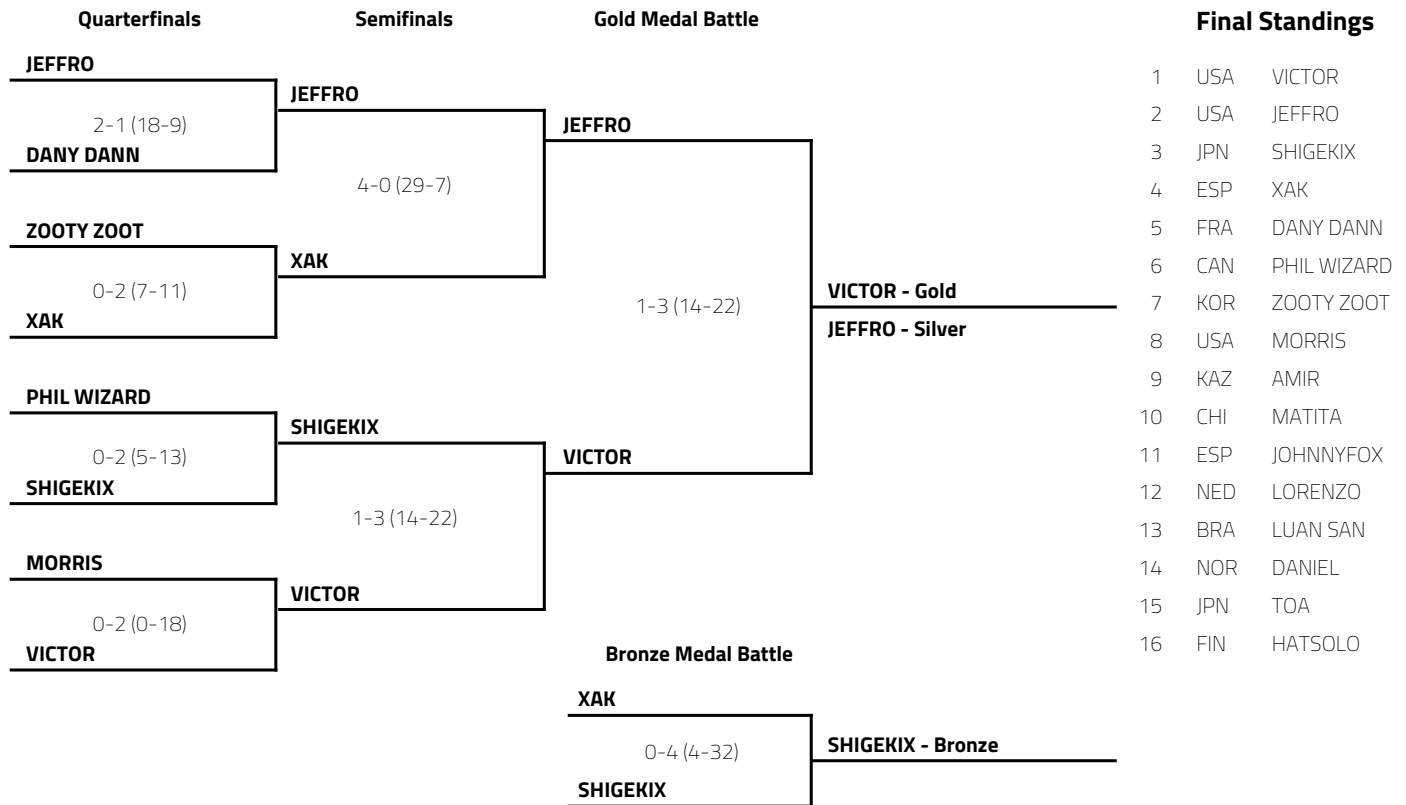 Quarterfinals
Semifinals
Gold Medal Battle
Final Standings
JEFFRO
2-1 (18-9)
DANY DANN
ZOOTY ZOOT
0-2 (7-11)
XAK
PHIL WIZARD
0-2 (5-13)
SHIGEKIX
MORRIS
0-2 (0-18)
VICTOR
JEFFRO
4-0 (29-7)
XAK
SHIGEKIX
1-3 (14-22)
VICTOR
JEFFRO
1-3 (14-22)
VICTOR
VICTOR - Gold
JEFFRO - Silver
Bronze Medal Battle
XAK
0-4 (4-32)
SHIGEKIX
SHIGEKIX - Bronze
1 USA VICTOR
2 USA JEFFRO
3 JPN SHIGEKIX
4 ESP XAK
5 FRA DANY DANN
6 CAN PHIL WIZARD
7 KOR ZOOTY ZOOT
8 USA MORRIS
9 KAZ AMIR
10 CHI MATITA
11 ESP JOHNNYFOX
12 NED LORENZO
13 BRA LUAN SAN
14 NOR DANIEL
15 JPN TOA
16 FIN HATSOLO